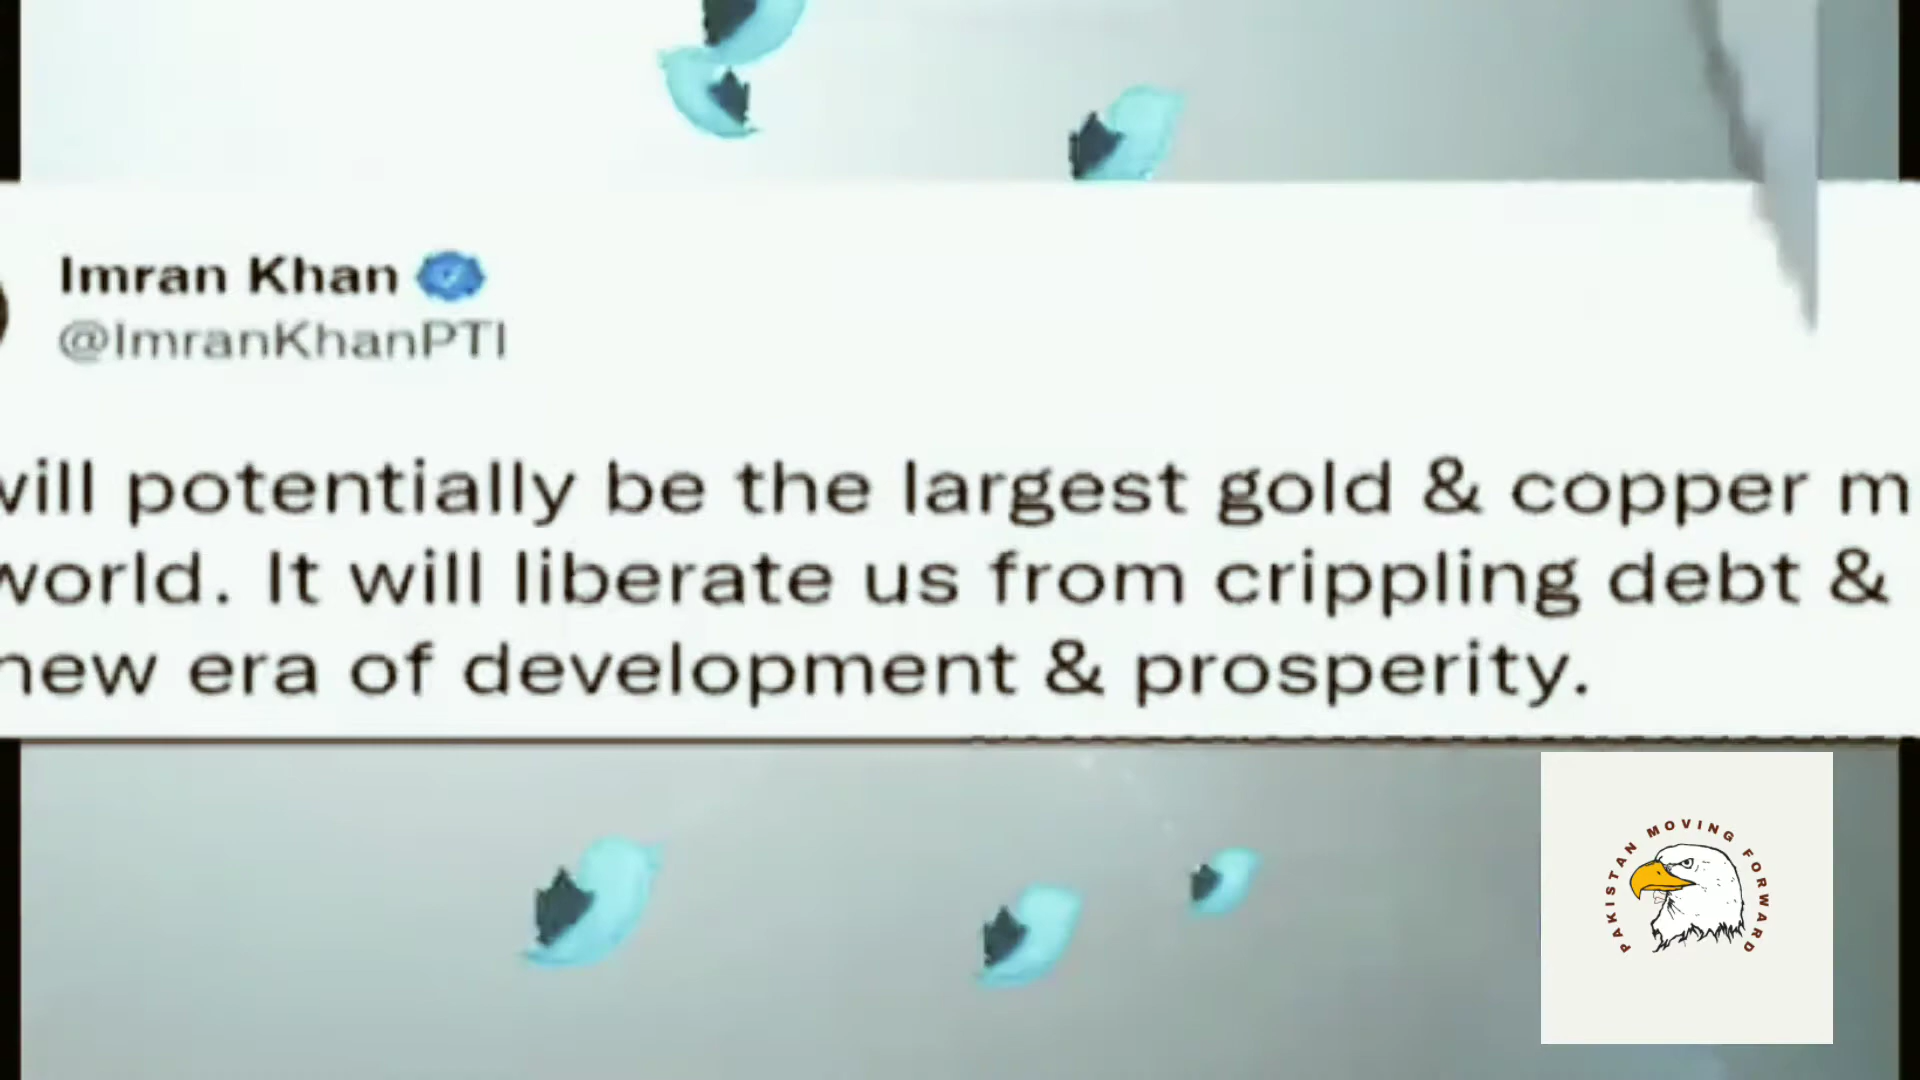 Imran Khan
@ImranKhanPTI
will potentially be the largest gold & copper m
world. It will liberate us from crippling debt &
new era of development & prosperity.
PAKISTAN MOVING FORWARD